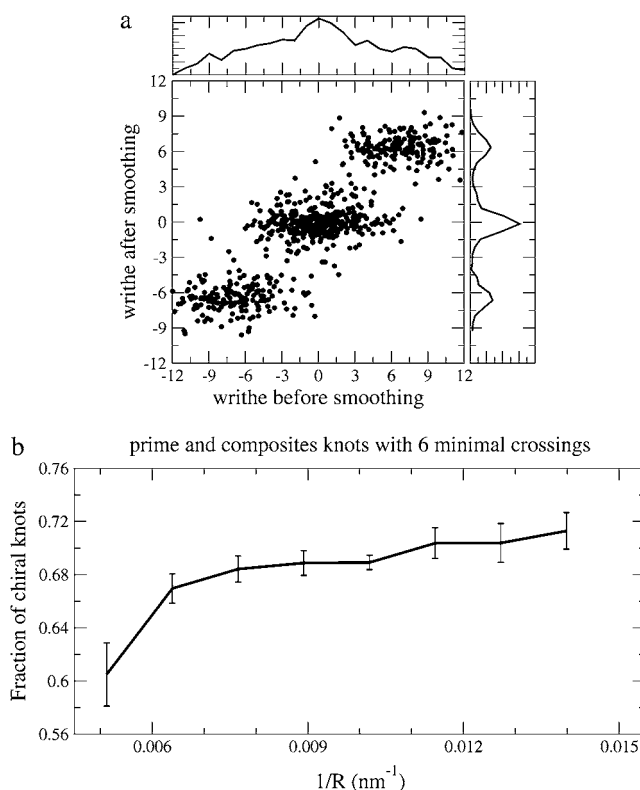 a
12
9
6
3
0
-3
-6
-9
-12
writhe after smoothing
-12 -9 -6 -3 0 3 6 9 12
writhe before smoothing
b
prime and composites knots with 6 minimal crossings
0.76
0.72
0.68
0.64
0.6
0.56
Fraction of chiral knots
0.006 0.009 0.012 0.015
1/R (nm⁻¹)